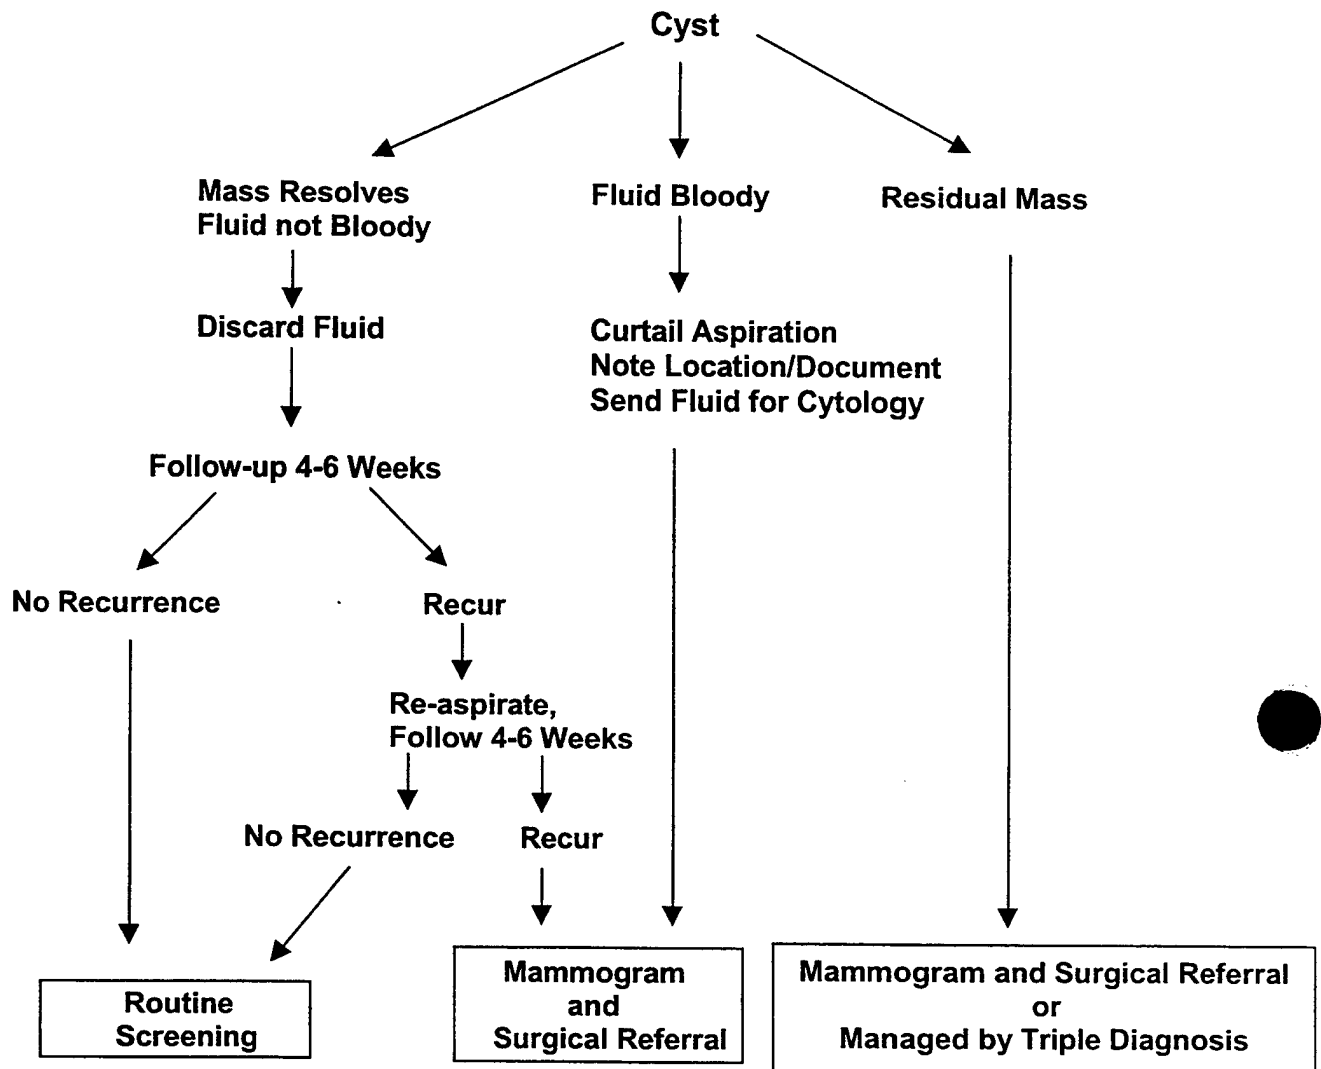 Cyst
Mass Resolves
Fluid not Bloody
Fluid Bloody
Residual Mass
Discard Fluid
Curtail Aspiration
Note Location/Document
Send Fluid for Cytology
Follow-up 4-6 Weeks
No Recurrence
Recur
Re-aspirate,
Follow 4-6 Weeks
No Recurrence
Recur
Routine
Screening
Mammogram
and
Surgical Referral
Mammogram and Surgical Referral
or
Managed by Triple Diagnosis